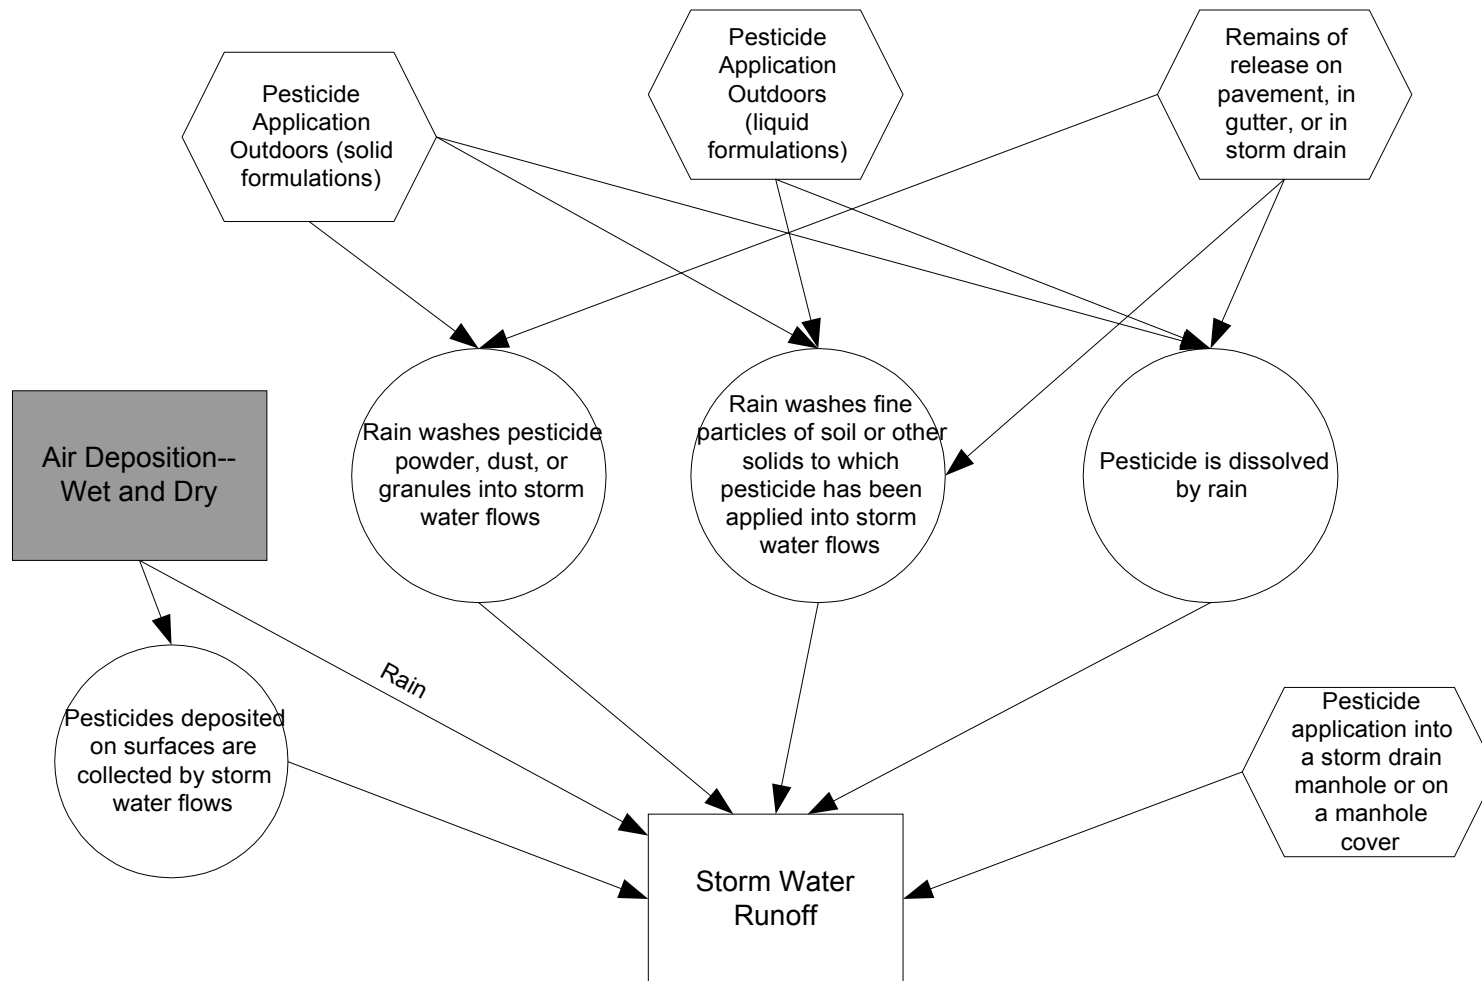 Pesticide
Application
Outdoors (solid
formulations)
Pesticide
Application
Outdoors
(liquid
formulations)
Remains of
release on
pavement, in
gutter, or in
storm drain
Air Deposition--
Wet and Dry
Rain washes pesticide
powder, dust, or
granules into storm
water flows
Rain washes fine
particles of soil or other
solids to which
pesticide has been
applied into storm
water flows
Pesticide is dissolved
by rain
Rain
Pesticides deposited
on surfaces are
collected by storm
water flows
Pesticide
application into
a storm drain
manhole or on
a manhole
cover
Storm Water
Runoff